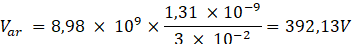 V_ar = 8,98 × 10^9 × (1,31 × 10^-9)/(3 × 10^-2) = 392,13V